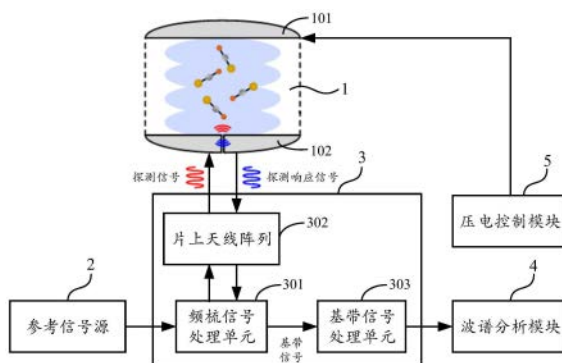 101
1
102
探测信号
探测响应信号
3
5
片上天线阵列
302
压电控制模块
2
301
303
4
参考信号源
频梳信号
处理单元
基带
信号
基带信号
处理单元
波谱分析模块